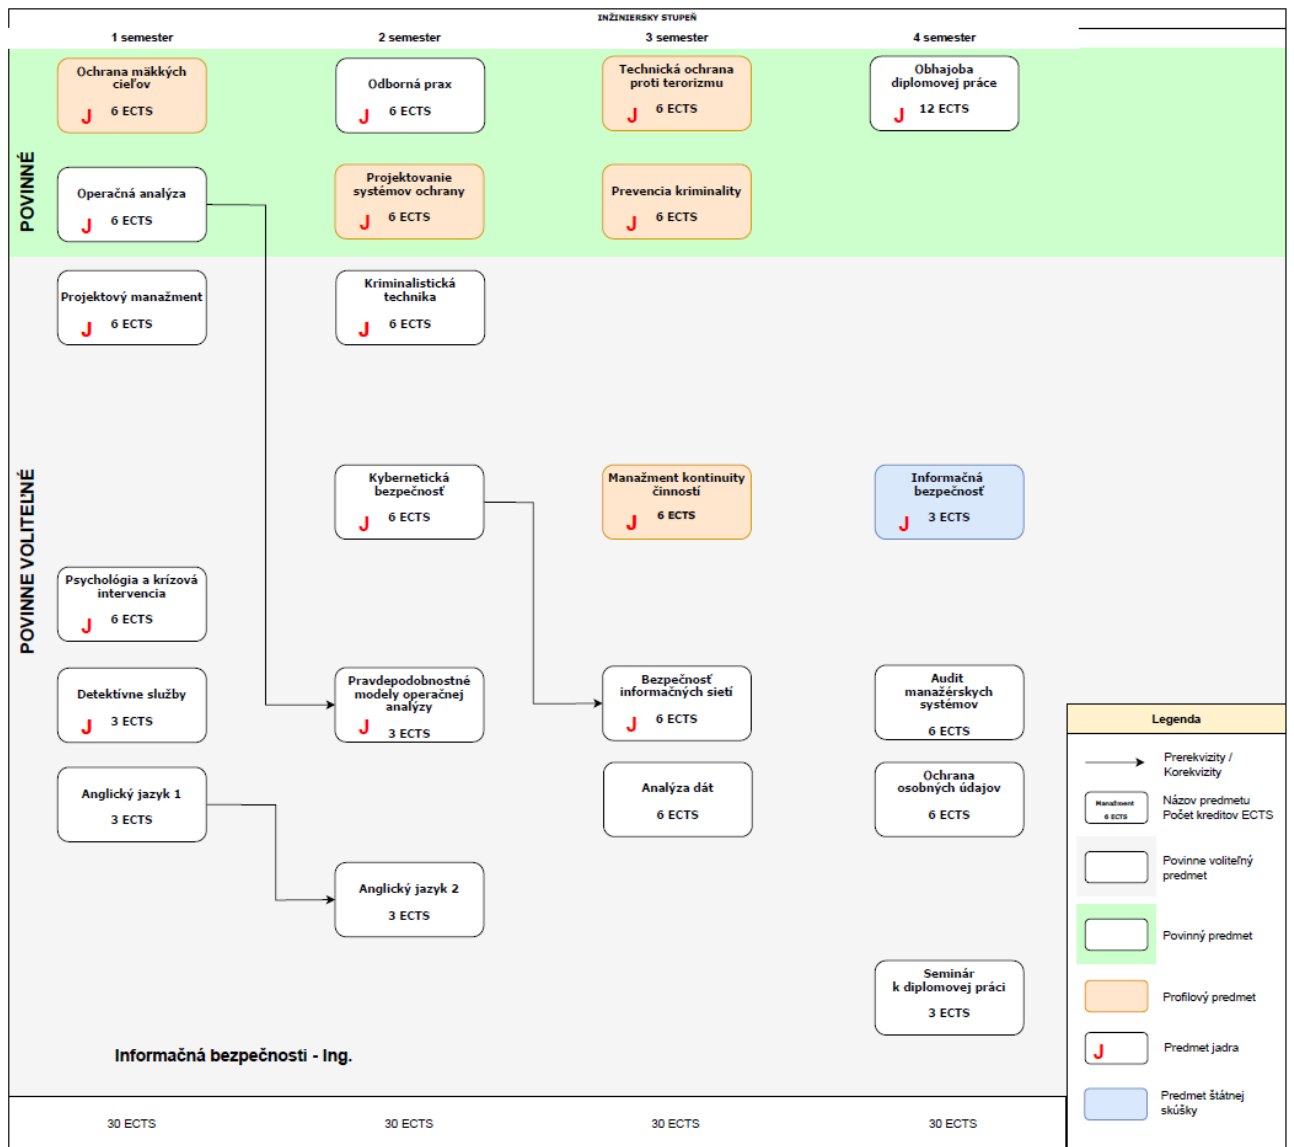 INŽINIERSKY STUPEŇ
1 semester
2 semester
3 semester
4 semester
POVINNÉ
Ochrana mäkkých
cieľov
J
6 ECTS
Odborná prax
J
6 ECTS
Technická ochrana
proti terorizmu
J
6 ECTS
Obhajoba
diplomovej práce
J
12 ECTS
Operačná analýza
J
6 ECTS
Projektovanie
systémov ochrany
J
6 ECTS
Prevencia kriminality
J
6 ECTS
POVINNE VOLITEĽNÉ
Projektový manažment
J
6 ECTS
Kriminalistická
technika
J
6 ECTS
Kybernetická
bezpečnosť
J
6 ECTS
Manažment kontinuity
činností
J
6 ECTS
Informačná
bezpečnosť
J
3 ECTS
Psychológia a krízová
intervencia
J
6 ECTS
Detektívne služby
J
3 ECTS
Pravdepodobnostné
modely operačnej
analýzy
J
3 ECTS
Bezpečnosť
informačných sietí
J
6 ECTS
Audit
manažérskych
systémov
6 ECTS
Anglický jazyk 1
3 ECTS
Analýza dát
6 ECTS
Ochrana
osobných údajov
6 ECTS
Anglický jazyk 2
3 ECTS
Seminár
k diplomovej práci
3 ECTS
Informačná bezpečnosti - Ing.
30 ECTS
30 ECTS
30 ECTS
30 ECTS
Legenda
Prerekvizity /
Korekvizity
Manažment
6 ECTS
Názov predmetu
Počet kreditov ECTS
Povinne voliteľný
predmet
Povinný predmet
Profilový predmet
J
Predmet jadra
Predmet štátnej
skúšky